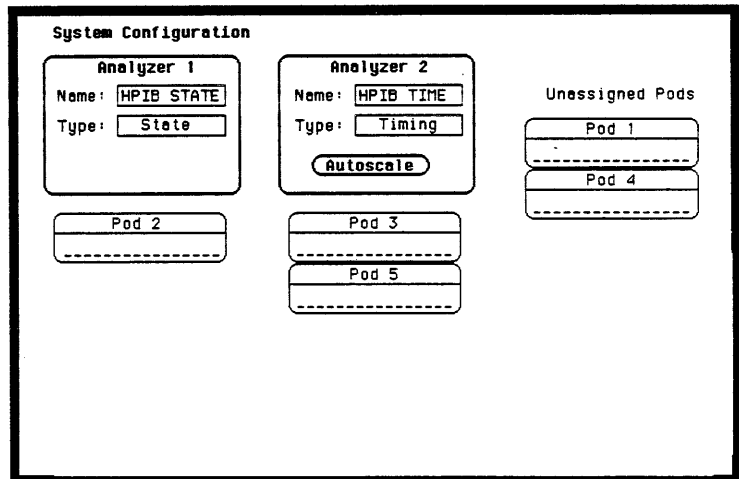 System Configuration
Analyzer 1
Name: HPIB STATE
Type: State
Analyzer 2
Name: HPIB TIME
Type: Timing
Autoscale
Unassigned Pods
Pod 1
Pod 4
Pod 2
Pod 3
Pod 5